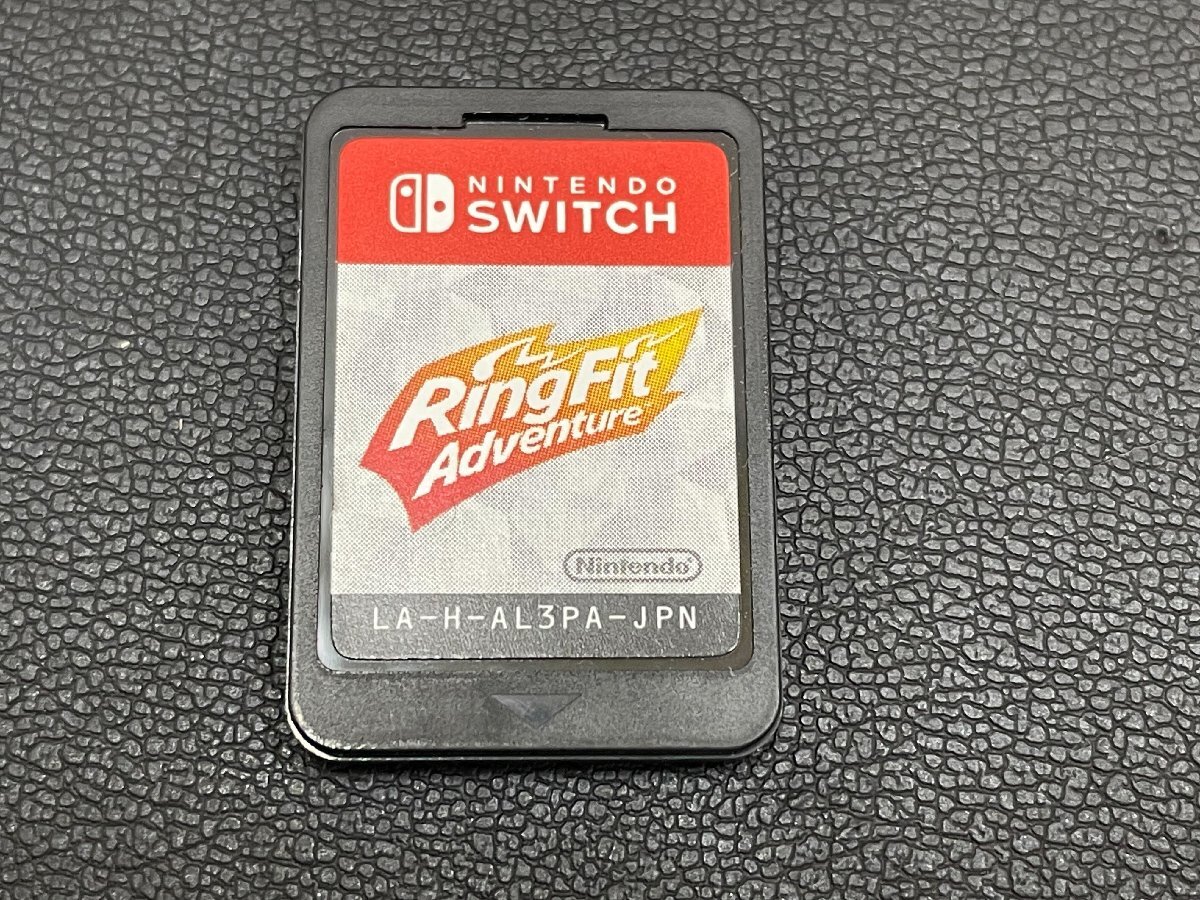 NINTENDO
SWITCH
RingFit
Adventure
Nintendo
LA-H-AL3PA-JPN